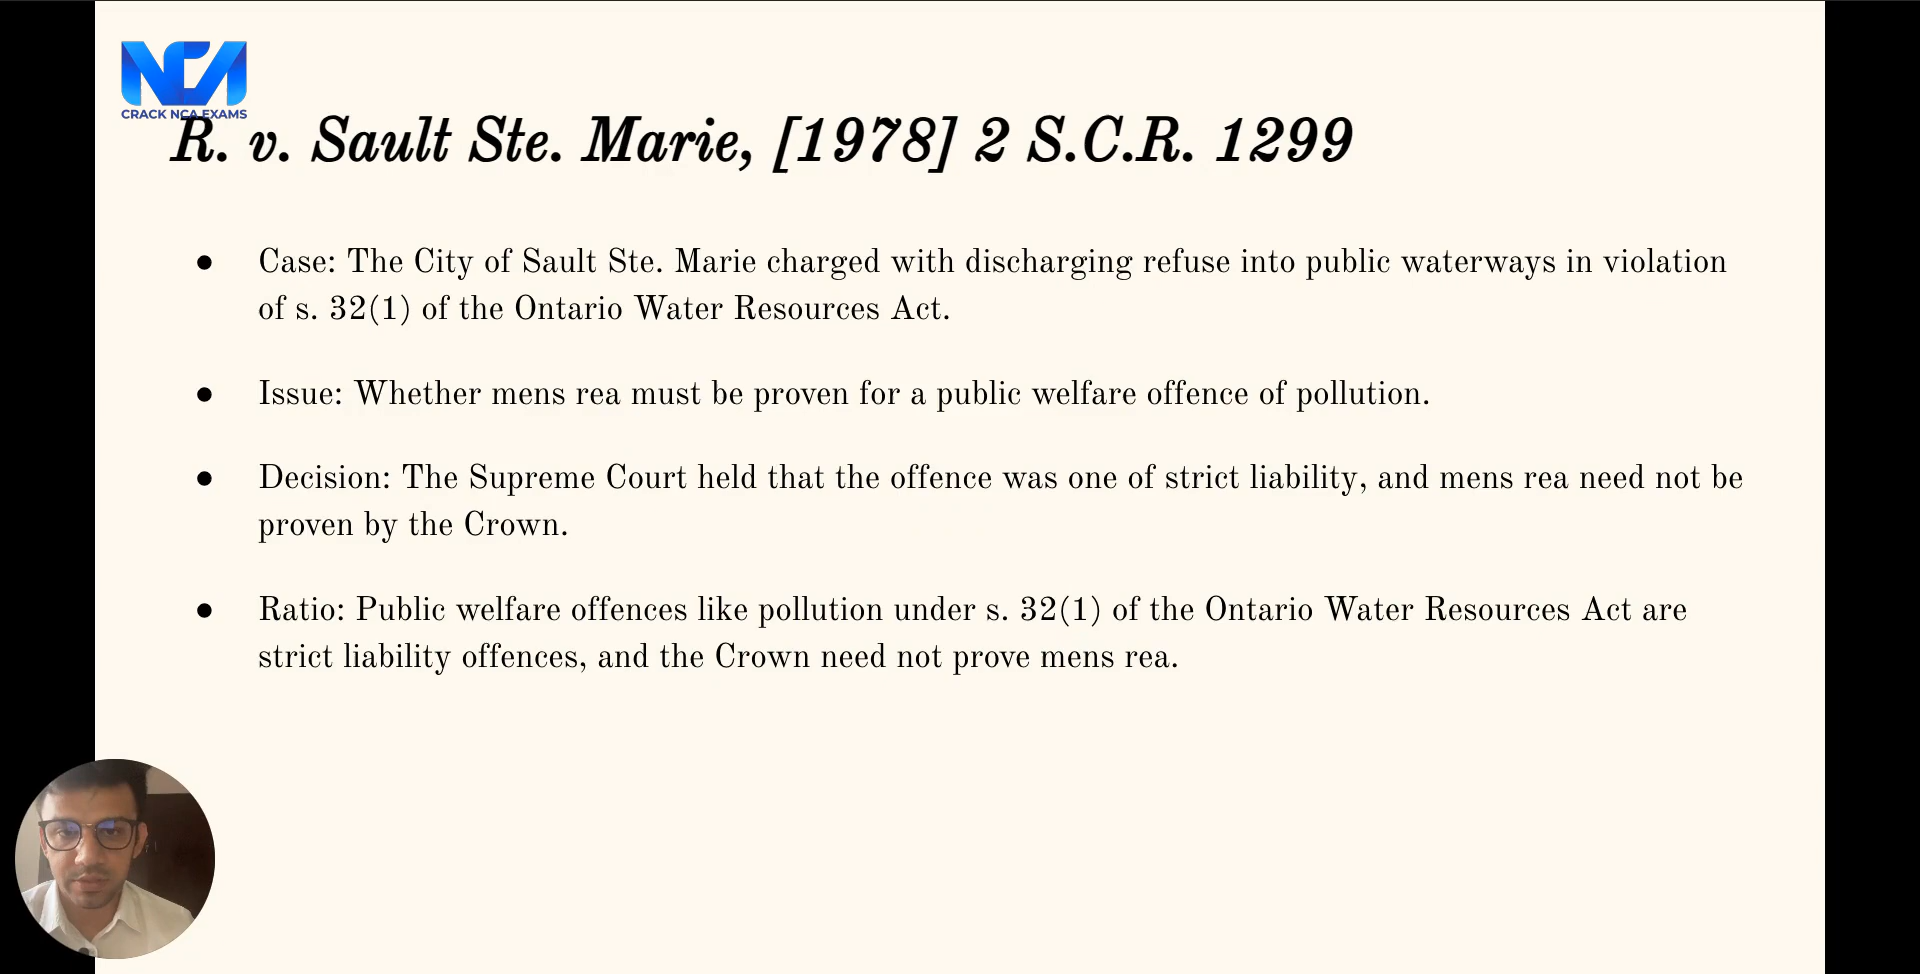 NCA
CRACK NCA EXAMS
R. v. Sault Ste. Marie, [1978] 2 S.C.R. 1299
● Case: The City of Sault Ste. Marie charged with discharging refuse into public waterways in violation
of s. 32(1) of the Ontario Water Resources Act.
● Issue: Whether mens rea must be proven for a public welfare offence of pollution.
● Decision: The Supreme Court held that the offence was one of strict liability, and mens rea need not be
proven by the Crown.
● Ratio: Public welfare offences like pollution under s. 32(1) of the Ontario Water Resources Act are
strict liability offences, and the Crown need not prove mens rea.